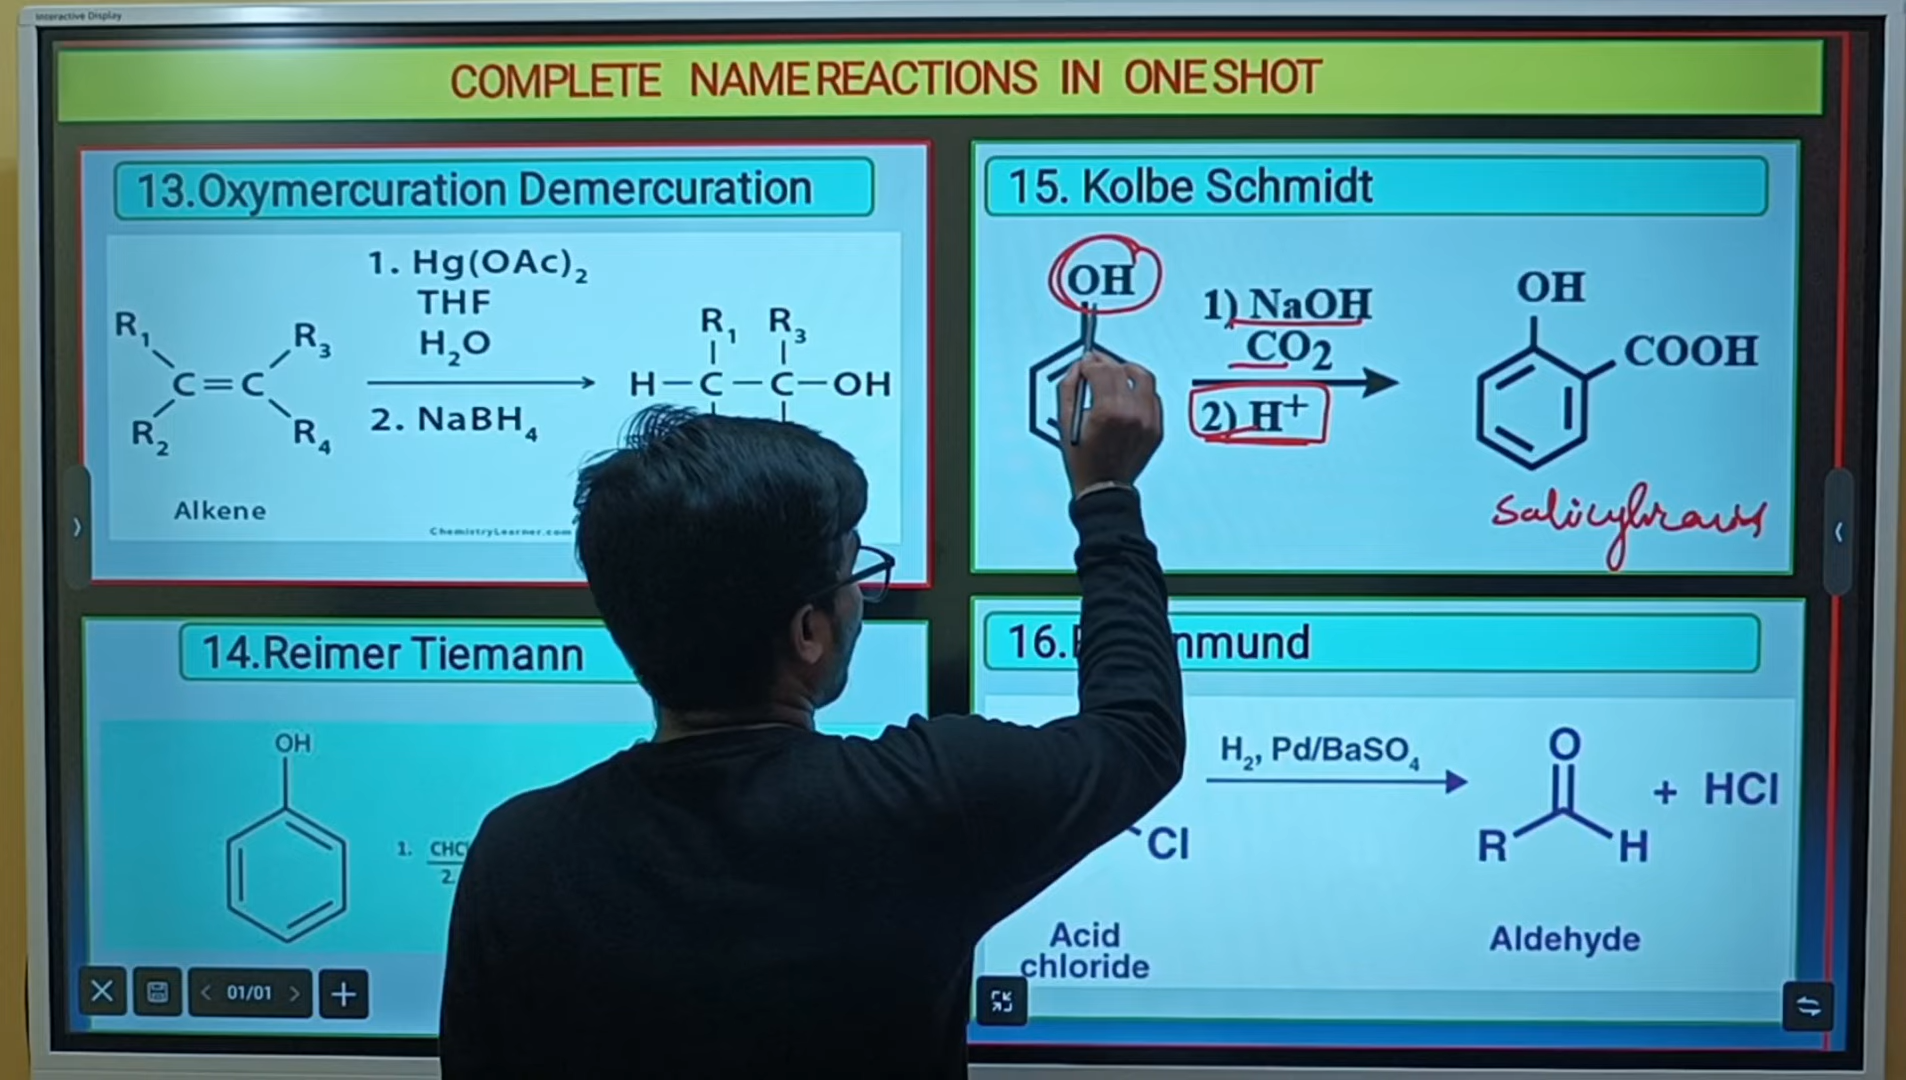 Interactive Display
COMPLETE NAME REACTIONS IN ONE SHOT
13.Oxymercuration Demercuration
1. Hg(OAc)₂
THF
H₂O
2. NaBH₄
R₁
R₃
C=C
R₂
R₄
Alkene
R₁ R₃
H—C—C—OH
ChemistryLearner.com
14.Reimer Tiemann
OH
1.
2.
01/01
15. Kolbe Schmidt
OH
1) NaOH
CO₂
2) H⁺
OH
COOH
16.
Cl
H₂, Pd/BaSO₄
O
R
H
+ HCl
Acid
chloride
Aldehyde